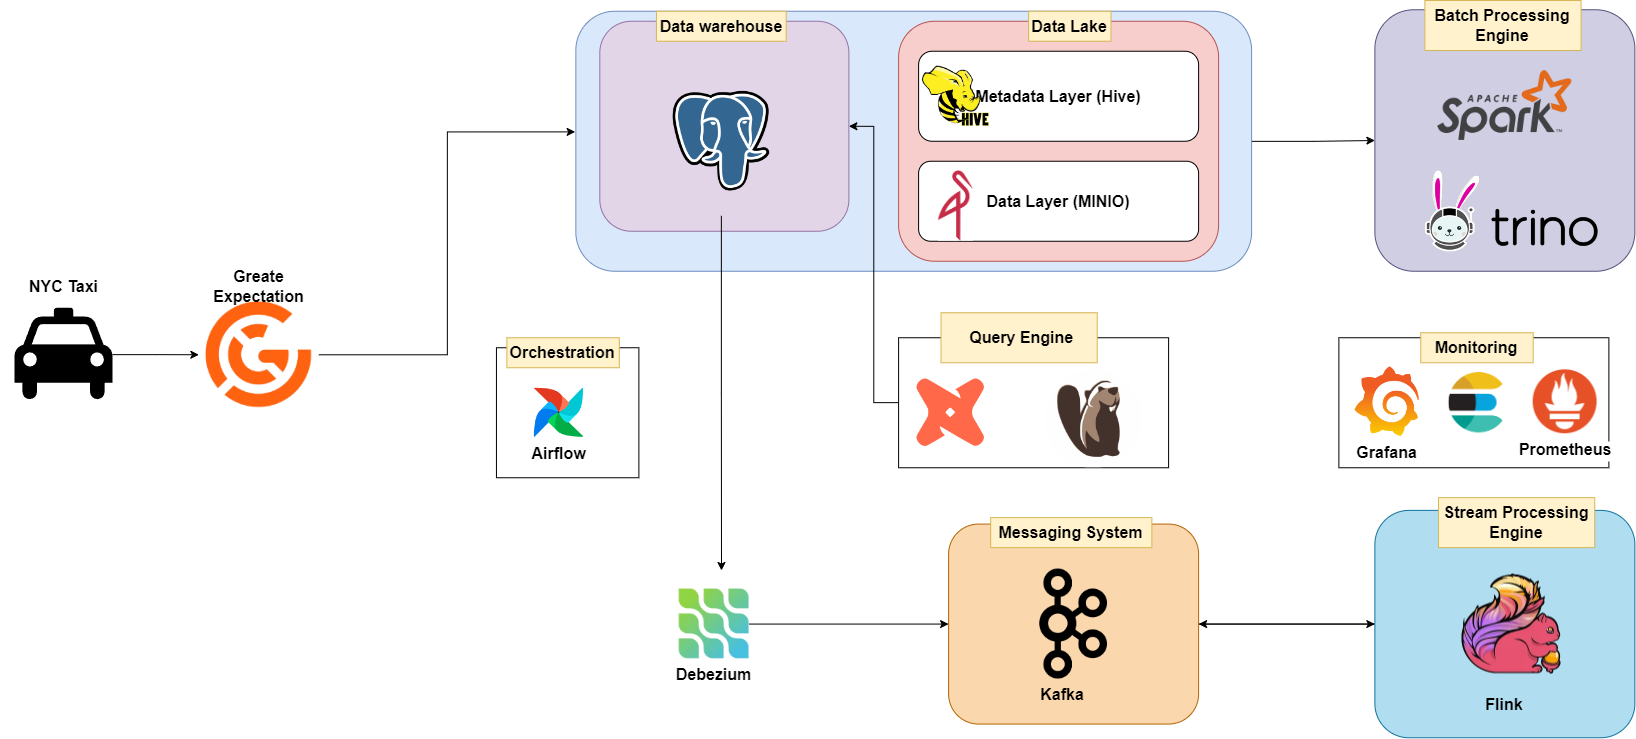 Data warehouse
Data Lake
Batch Processing
Engine
Metadata Layer (Hive)
HIVE
APACHE
Spark
TM
Data Layer (MINIO)
trino
NYC Taxi
Greate
Expectation
Orchestration
Airflow
Query Engine
Monitoring
Grafana
Prometheus
Messaging System
Stream Processing
Engine
Debezium
Kafka
Flink